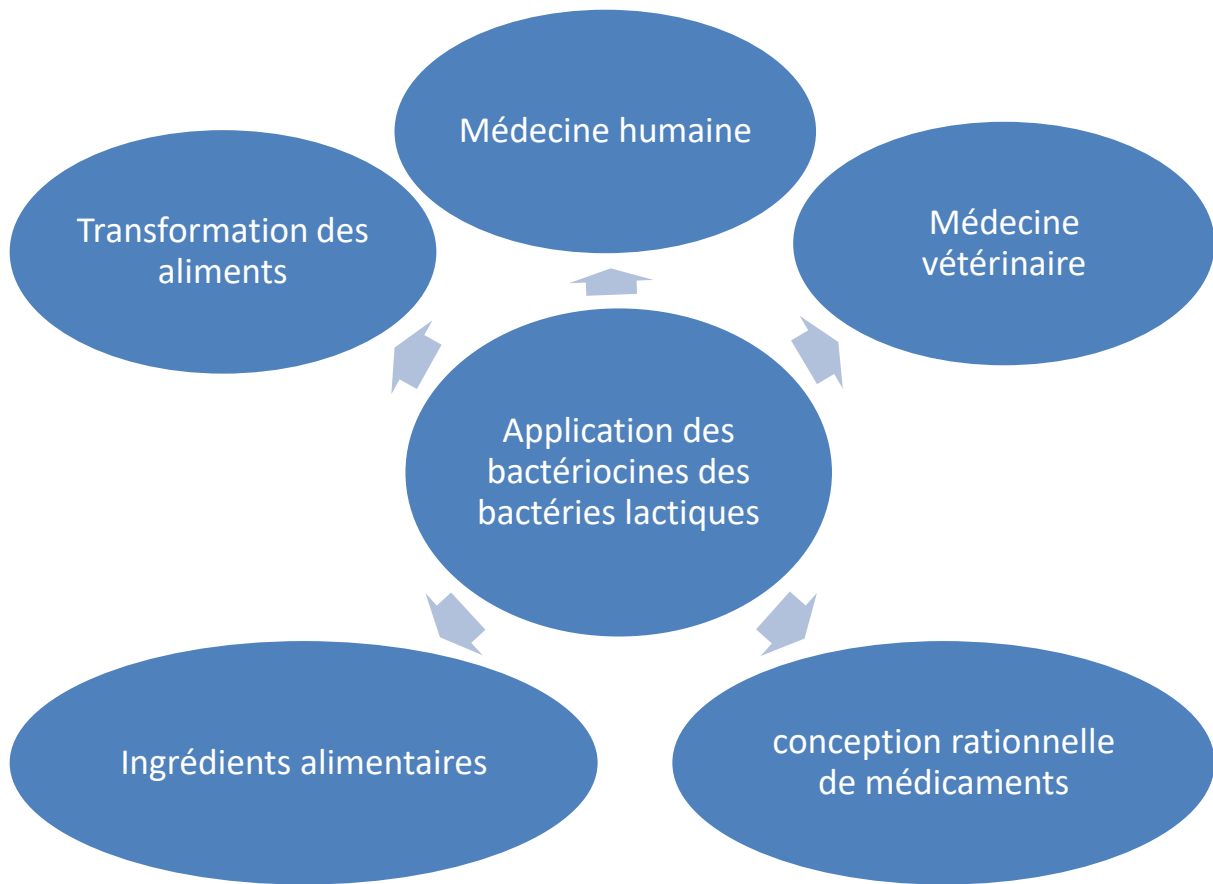 Médecine humaine
Transformation des
aliments
Médecine
vétérinaire
Application des
bactériocines des
bactéries lactiques
Ingrédients alimentaires
conception rationnelle
de médicaments